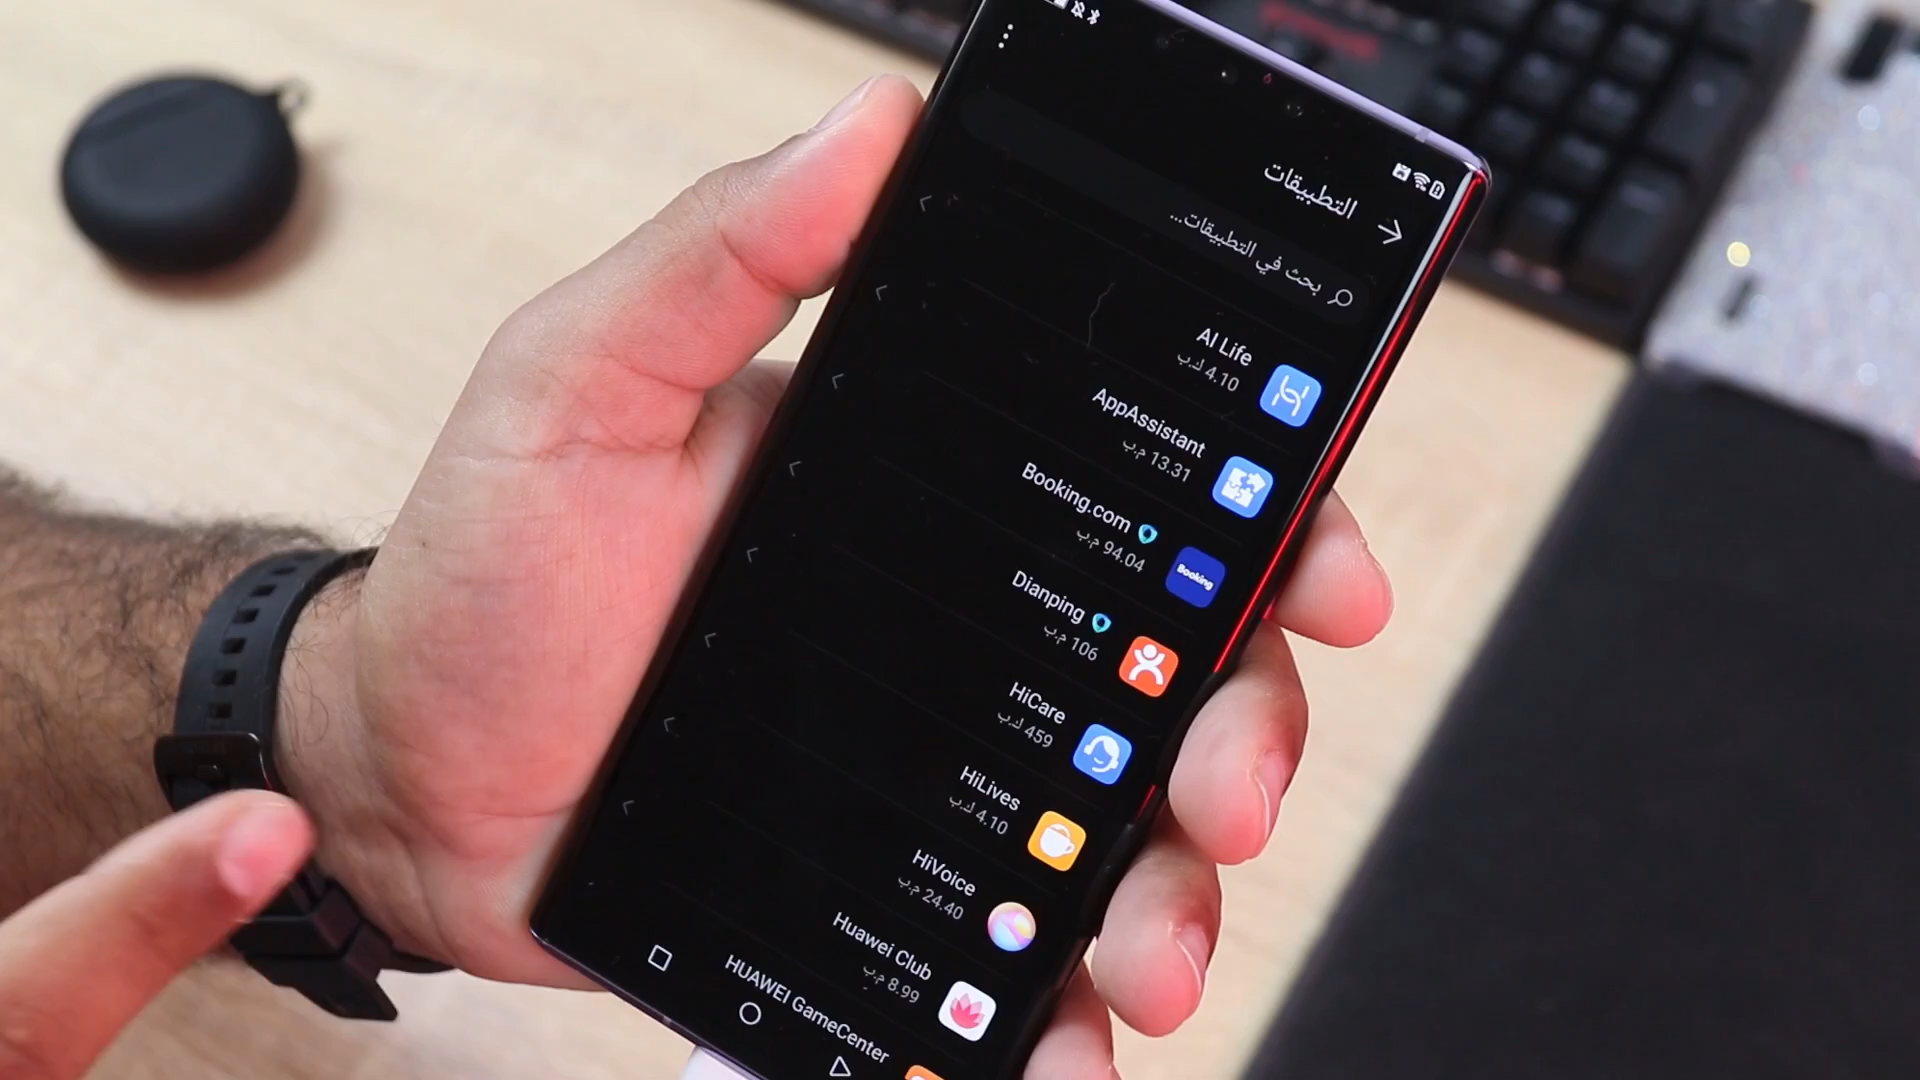 التطبيقات
بحث في التطبيقات...
AI Life
4.10 ك.ب
AppAssistant
13.31 م.ب
Booking.com
94.04 م.ب
Booking
Dianping
106 م.ب
HiCare
459 ك.ب
HiLives
4.10 ك.ب
HiVoice
24.40 م.ب
Huawei Club
8.99 م.ب
HUAWEI GameCenter